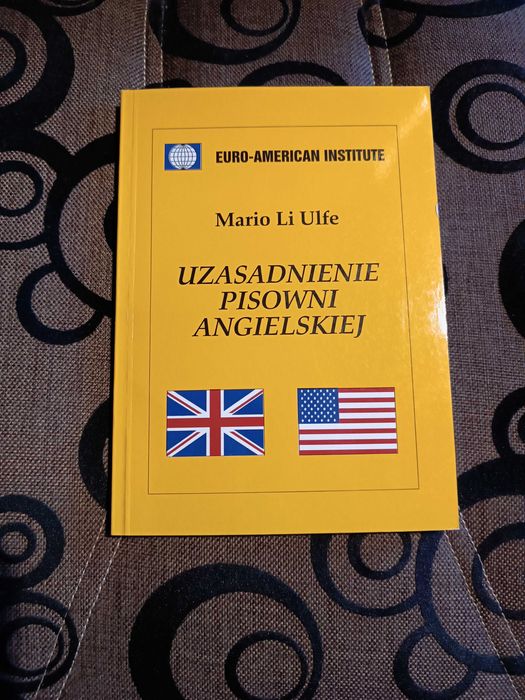 EURO-AMERICAN INSTITUTE
Mario Li Ulfe
UZASADNIENIE
PISOWNI
ANGIELSKIEJ